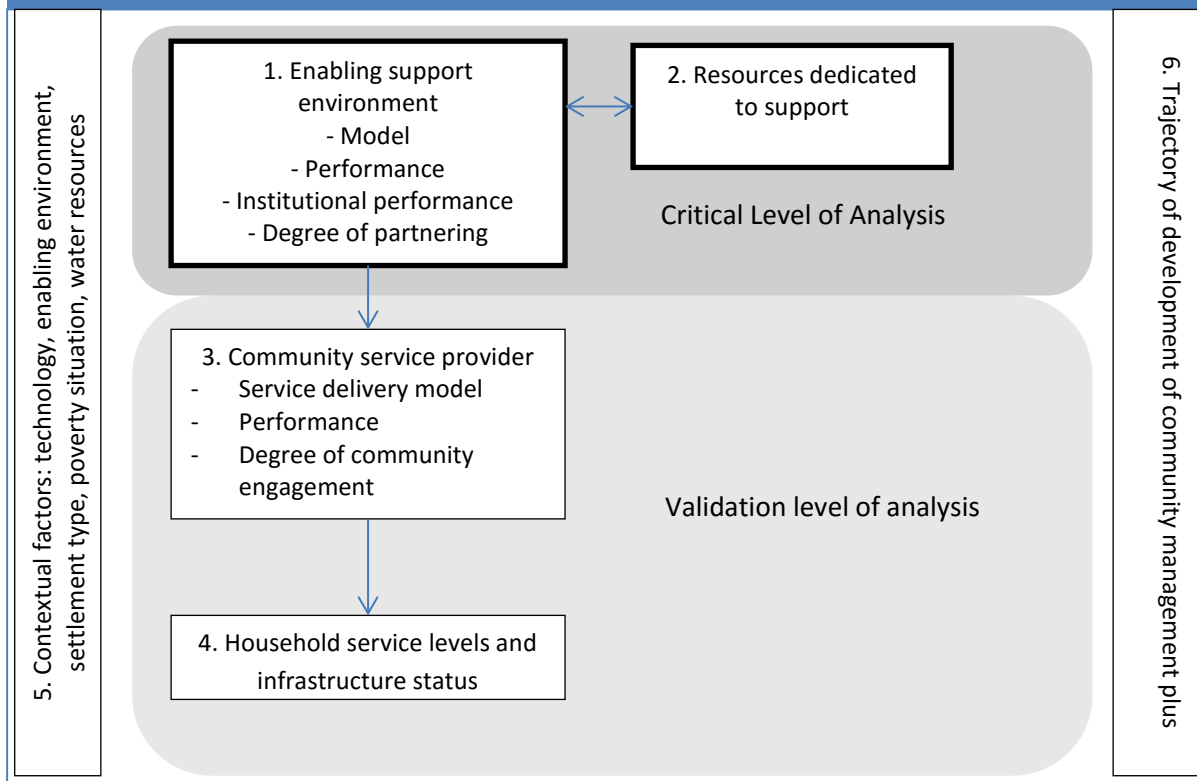 5. Contextual factors: technology, enabling environment,
settlement type, poverty situation, water resources
1. Enabling support
environment
- Model
- Performance
- Institutional performance
- Degree of partnering
2. Resources dedicated
to support
Critical Level of Analysis
3. Community service provider
- Service delivery model
- Performance
- Degree of community
engagement
Validation level of analysis
4. Household service levels and
infrastructure status
6. Trajectory of development of community management plus